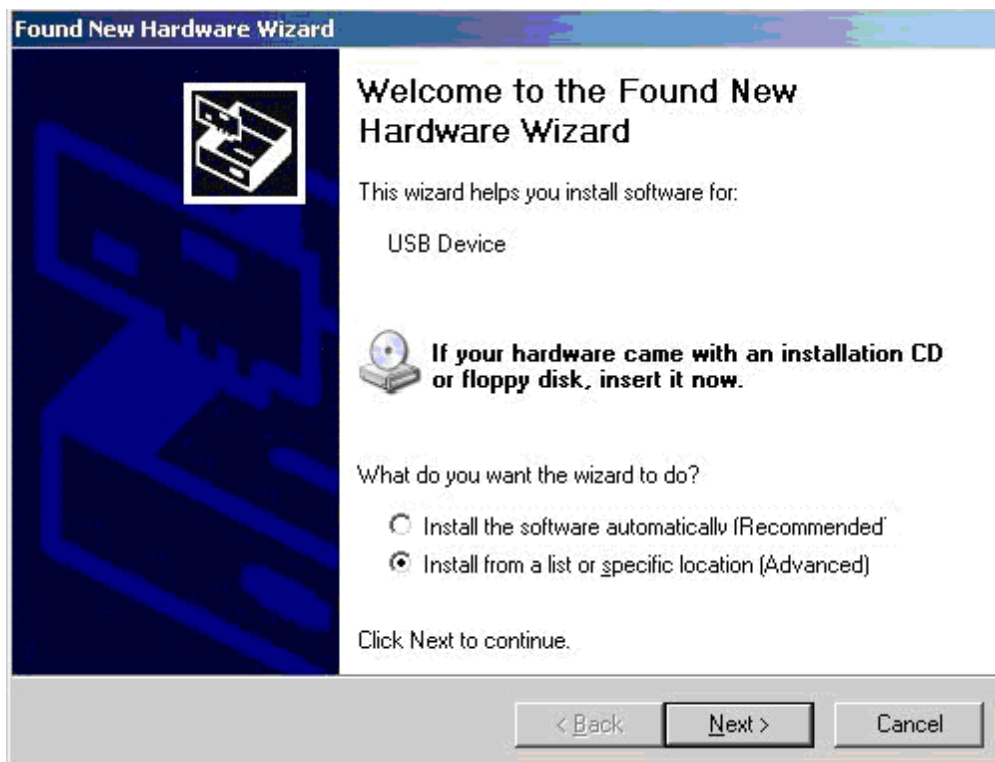 Found New Hardware Wizard
Welcome to the Found New
Hardware Wizard
This wizard helps you install software for:
USB Device
If your hardware came with an installation CD
or floppy disk, insert it now.
What do you want the wizard to do?
Install the software automatically (Recommended)
Install from a list or specific location (Advanced)
Click Next to continue.
< Back
Next >
Cancel